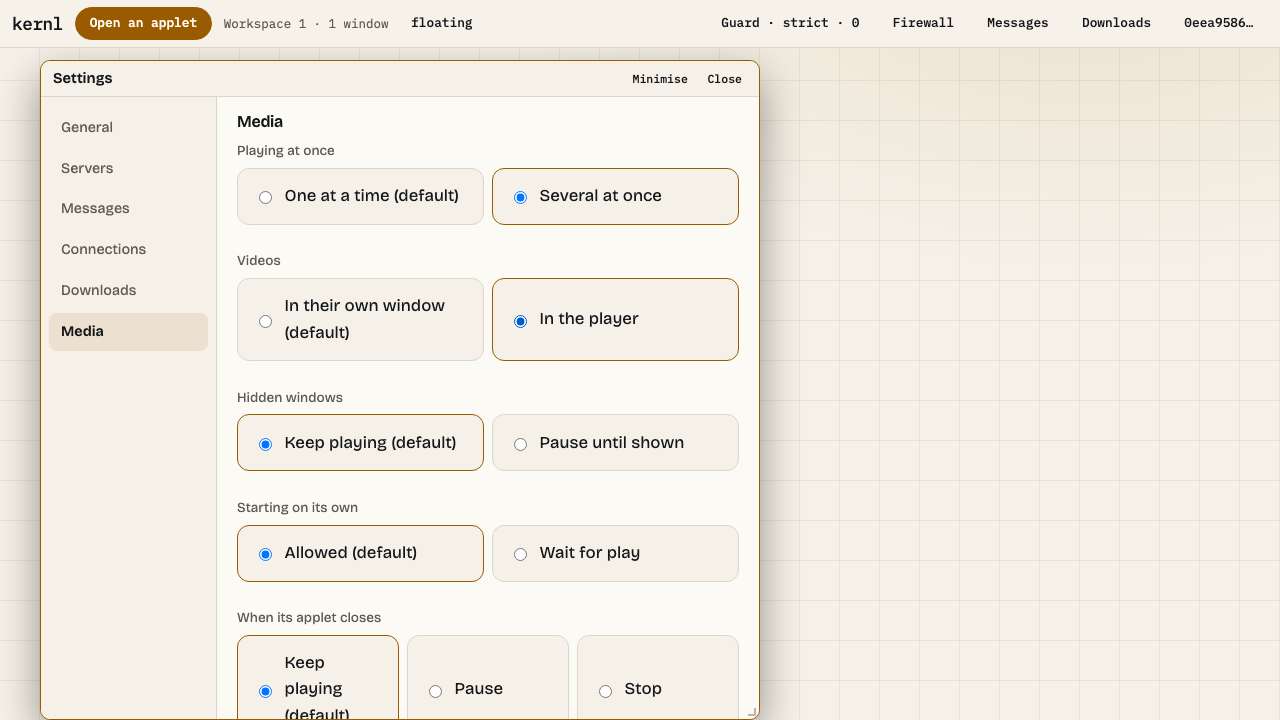 kernl Open an applet Workspace 1 · 1 window floating Guard · strict · 0 Firewall Messages Downloads 0eea9586…
Settings Minimise Close
General
Servers
Messages
Connections
Downloads
Media
Media
Playing at once
One at a time (default) Several at once
Videos
In their own window
(default)
In the player
Hidden windows
Keep playing (default) Pause until shown
Starting on its own
Allowed (default) Wait for play
When its applet closes
Keep
playing
(default)
Pause
Stop